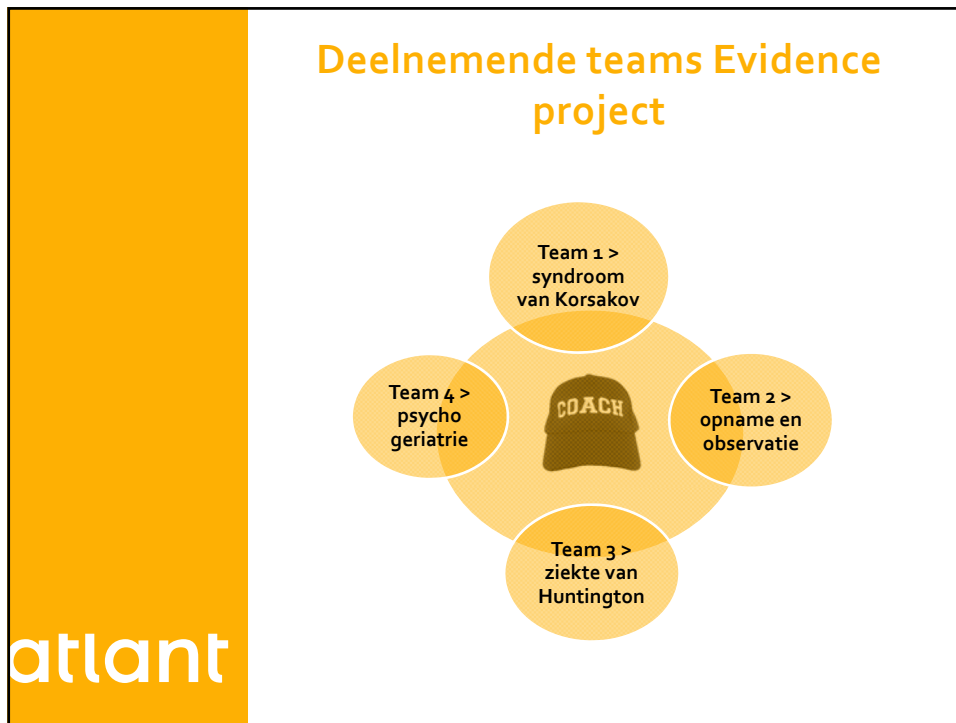 Deelnemende teams Evidence
project
Team 1 >
syndroom
van Korsakov
Team 4 >
psycho
geriatrie
COACH
Team 2 >
opname en
observatie
Team 3 >
ziekte van
Huntington
atlant